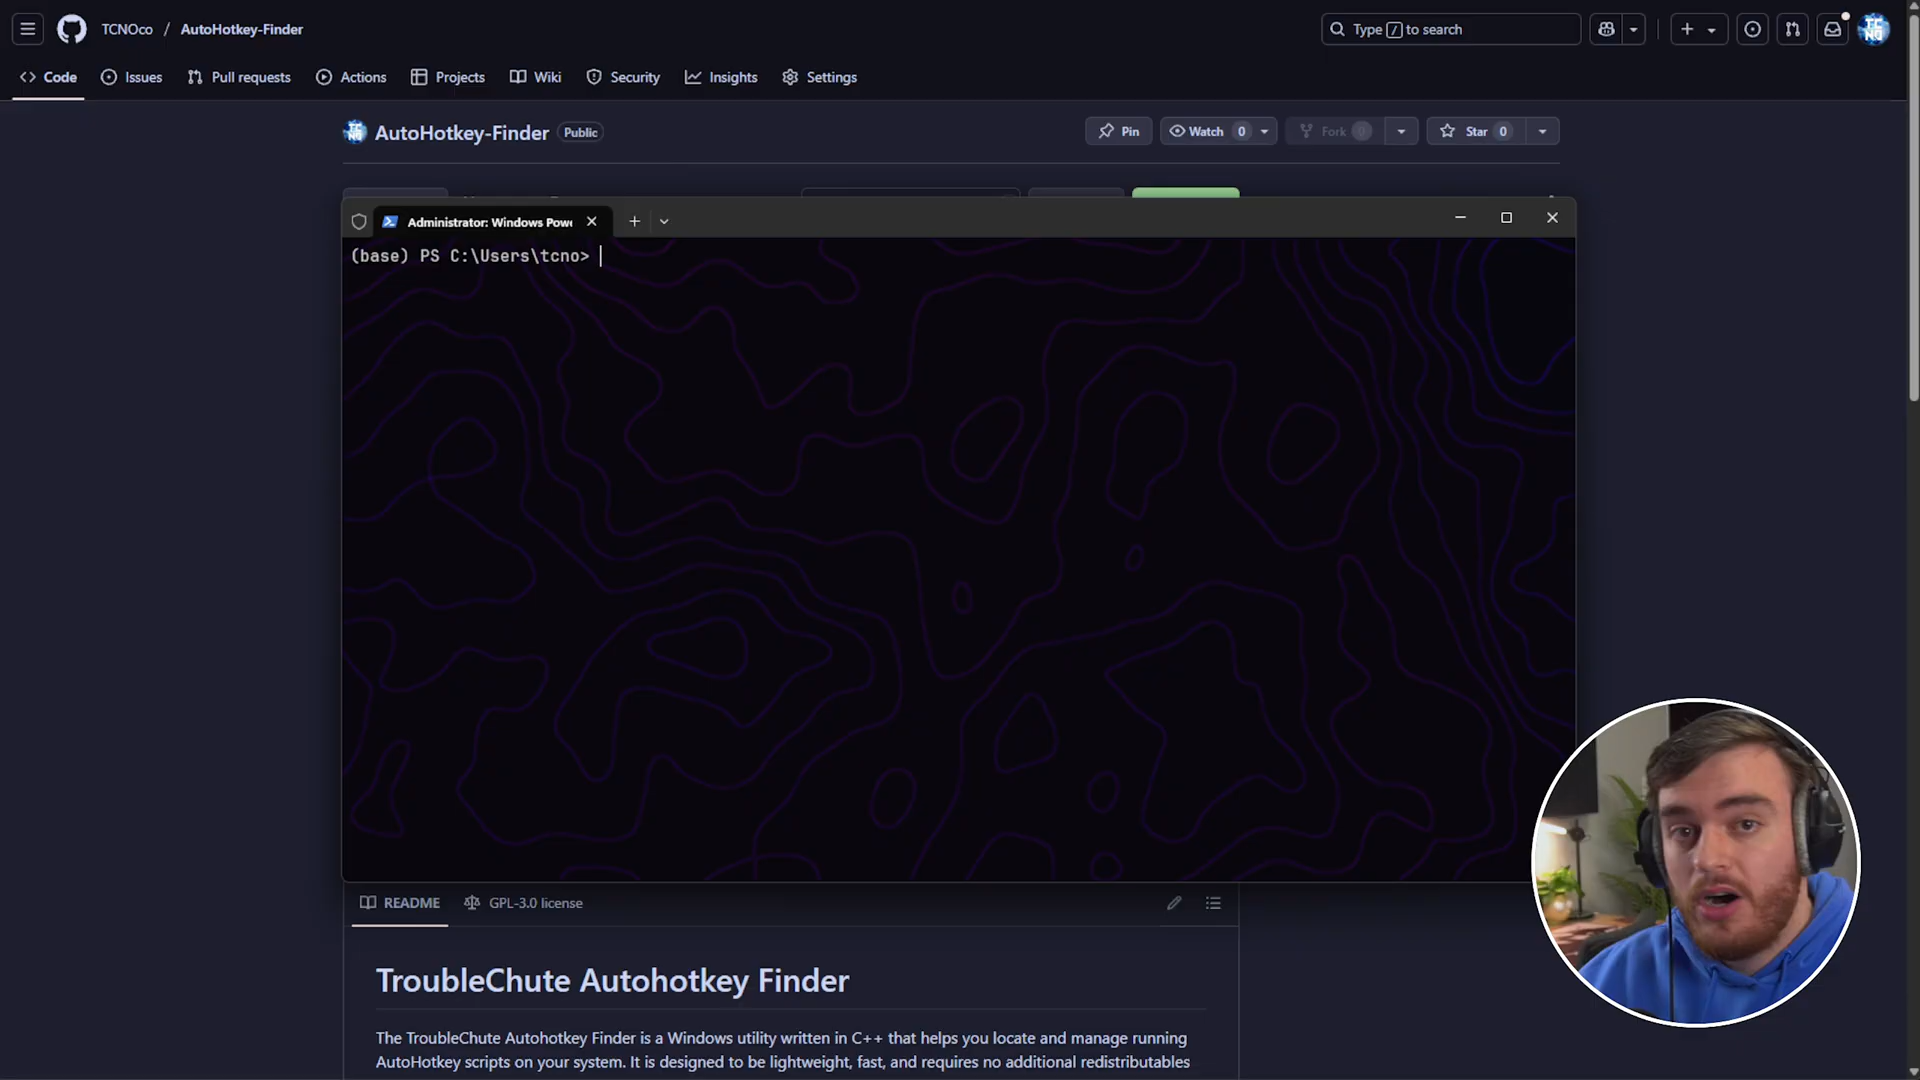 TCNOco / AutoHotkey-Finder
Type / to search
Code
Issues
Pull requests
Actions
Projects
Wiki
Security
Insights
Settings
AutoHotkey-Finder
Public
Pin
Watch 0
Fork 0
Star 0
Administrator: Windows Powe
(base) PS C:\Users\tcno>
README
GPL-3.0 license
TroubleChute Autohotkey Finder
The TroubleChute Autohotkey Finder is a Windows utility written in C++ that helps you locate and manage running
AutoHotkey scripts on your system. It is designed to be lightweight, fast, and requires no additional redistributables